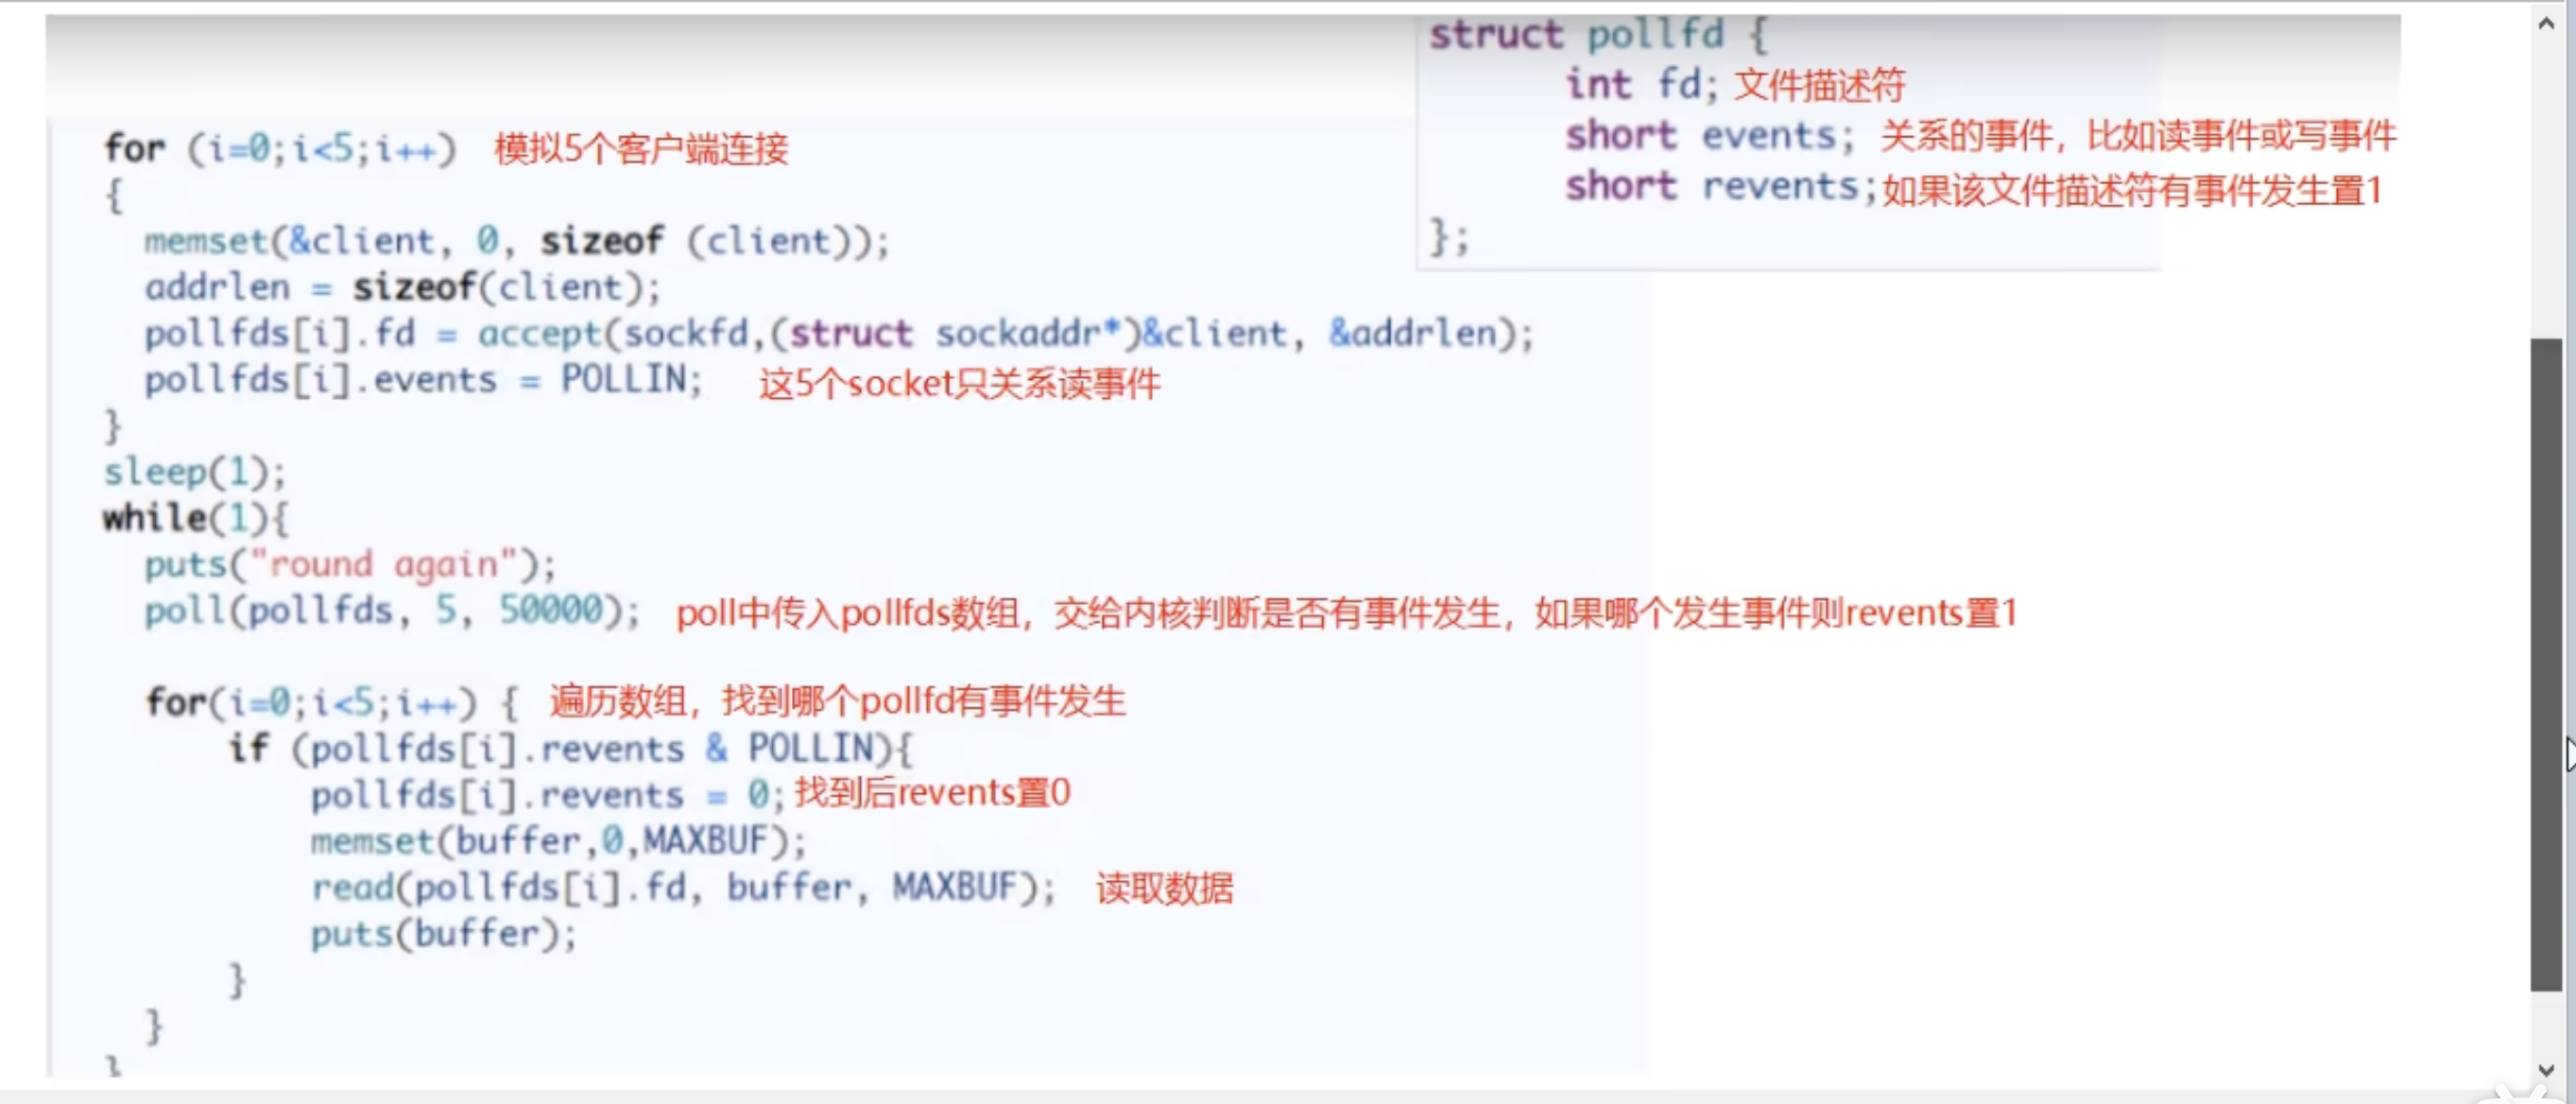 struct pollfd {
int fd; 文件描述符
short events; 关系的事件，比如读事件或写事件
short revents;如果该文件描述符有事件发生置1
};
for (i=0;i<5;i++) 模拟5个客户端连接
{
memset(&client, 0, sizeof (client));
addrlen = sizeof(client);
pollfds[i].fd = accept(sockfd,(struct sockaddr*)&client, &addrlen);
pollfds[i].events = POLLIN; 这5个socket只关系读事件
}
sleep(1);
while(1){
puts("round again");
poll(pollfds, 5, 50000); poll中传入pollfds数组，交给内核判断是否有事件发生，如果哪个发生事件则revents置1
for(i=0;i<5;i++) { 遍历数组，找到哪个pollfd有事件发生
if (pollfds[i].revents & POLLIN){
pollfds[i].revents = 0; 找到后revents置0
memset(buffer,0,MAXBUF);
read(pollfds[i].fd, buffer, MAXBUF); 读取数据
puts(buffer);
}
}
}